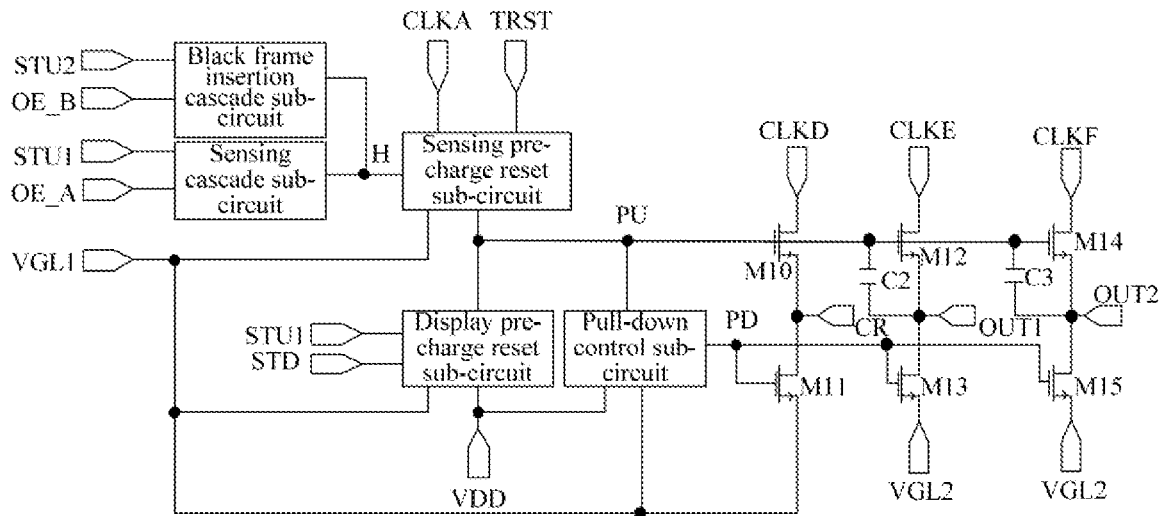 CLKA TRST
STU2
Black frame
insertion
cascade sub-
circuit
OE_B
STU1
Sensing
cascade sub-
circuit
OE_A
H
Sensing pre-
charge reset
sub-circuit
CLKD CLKE CLKF
PU
VGL1
M10 M12 M14
C2 C3
STU1
STD
Display pre-
charge reset
sub-circuit
Pull-down
control sub-
circuit
PD
CR OUT1 OUT2
M11 M13 M15
VDD VGL2 VGL2